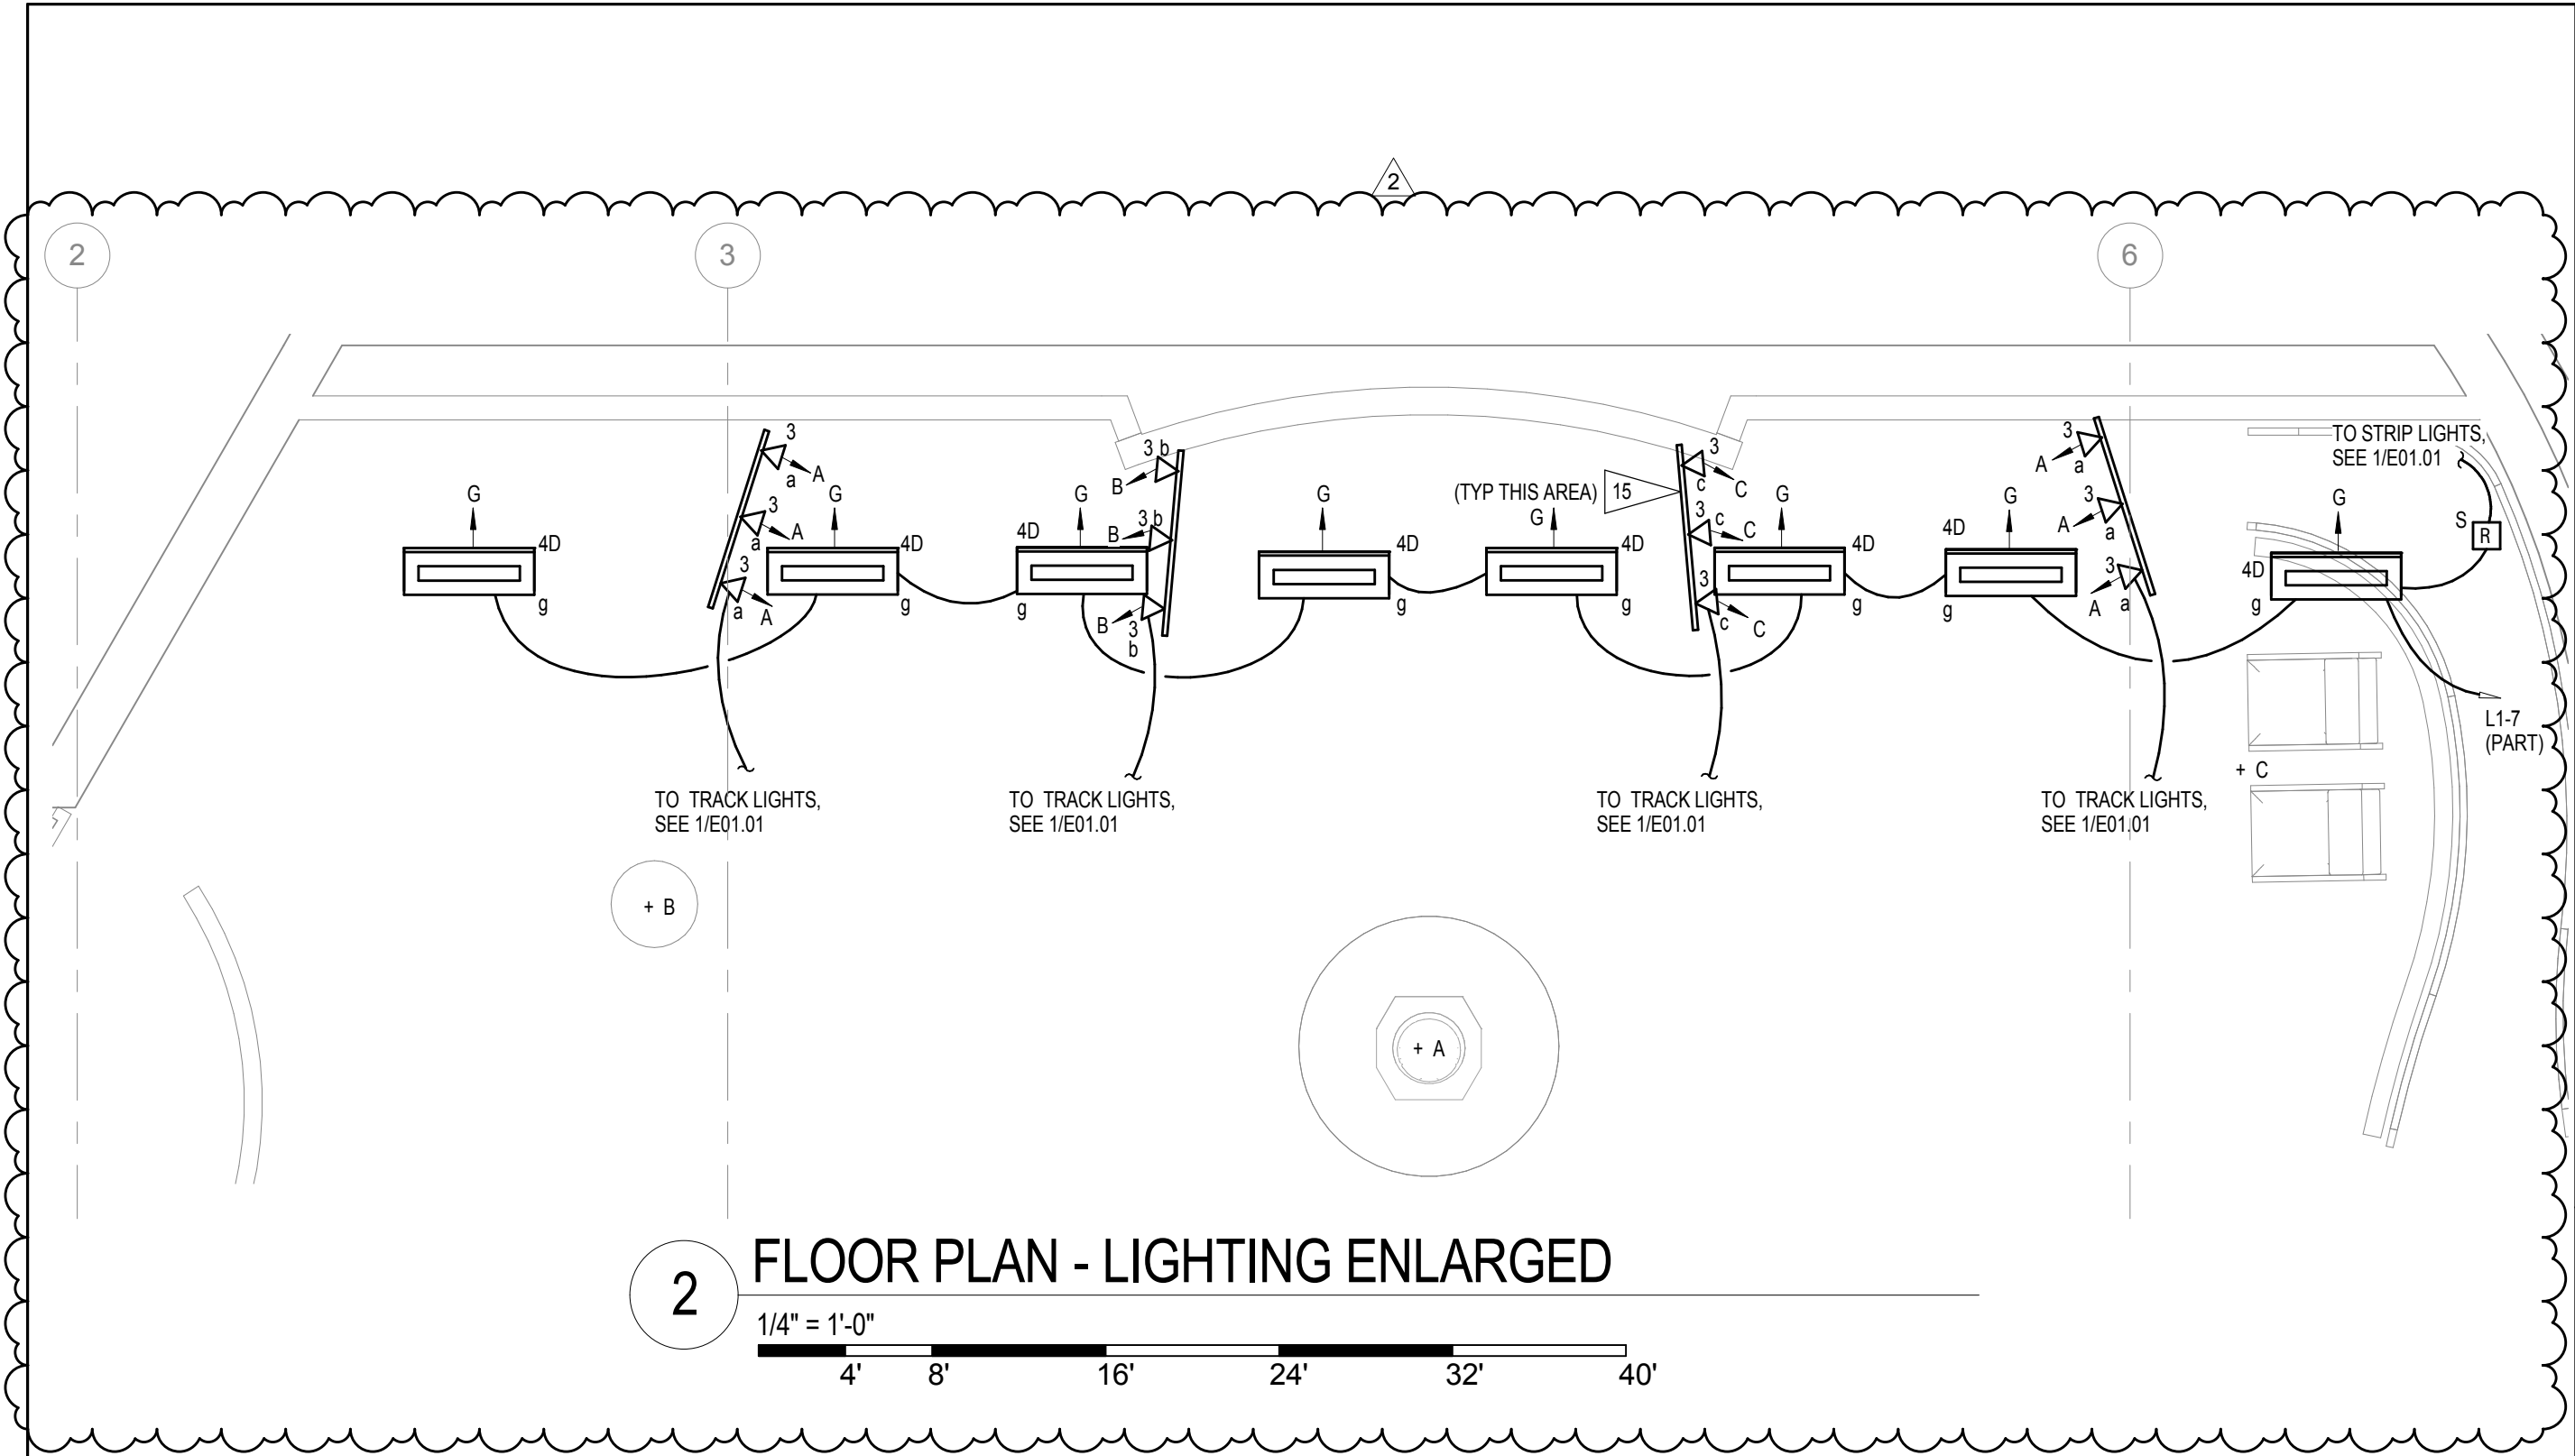 2
2
3
6
3
a
A
3
a
A
3
a
A
3 b
B
3 b
B
3
b
B
(TYP THIS AREA)
15
3
c
C
3
c
C
3
c
C
3
a
A
3
a
A
3
a
A
TO STRIP LIGHTS,
SEE 1/E01.01
S
R
G
4D
g
G
4D
g
G
4D
g
G
4D
g
G
4D
g
G
4D
g
G
4D
g
G
4D
g
L1-7
(PART)
TO TRACK LIGHTS,
SEE 1/E01.01
TO TRACK LIGHTS,
SEE 1/E01.01
TO TRACK LIGHTS,
SEE 1/E01.01
TO TRACK LIGHTS,
SEE 1/E01.01
+ C
+ B
+ A
2
FLOOR PLAN - LIGHTING ENLARGED
1/4" = 1'-0"
4' 8' 16' 24' 32' 40'